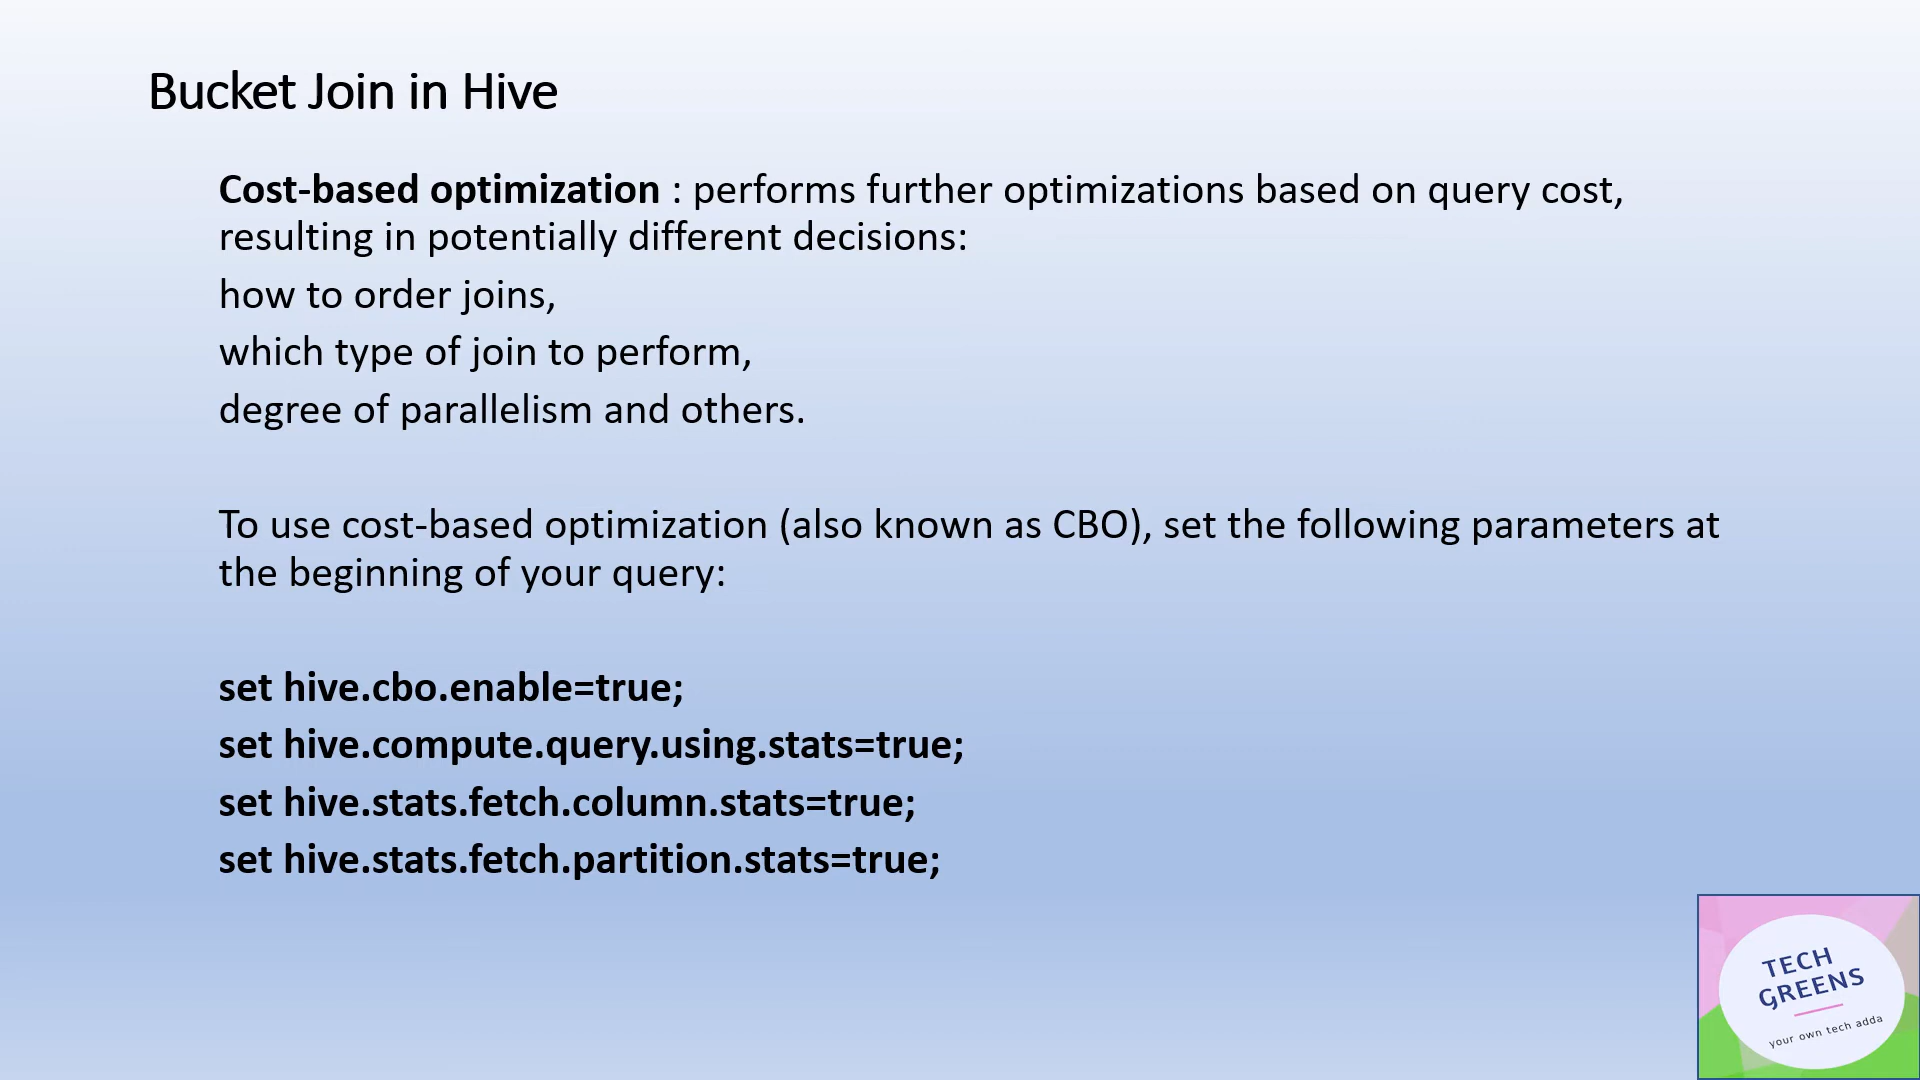 Bucket Join in Hive
Cost-based optimization : performs further optimizations based on query cost,
resulting in potentially different decisions:
how to order joins,
which type of join to perform,
degree of parallelism and others.
To use cost-based optimization (also known as CBO), set the following parameters at
the beginning of your query:
set hive.cbo.enable=true;
set hive.compute.query.using.stats=true;
set hive.stats.fetch.column.stats=true;
set hive.stats.fetch.partition.stats=true;
TECH
GREENS
your own tech adda